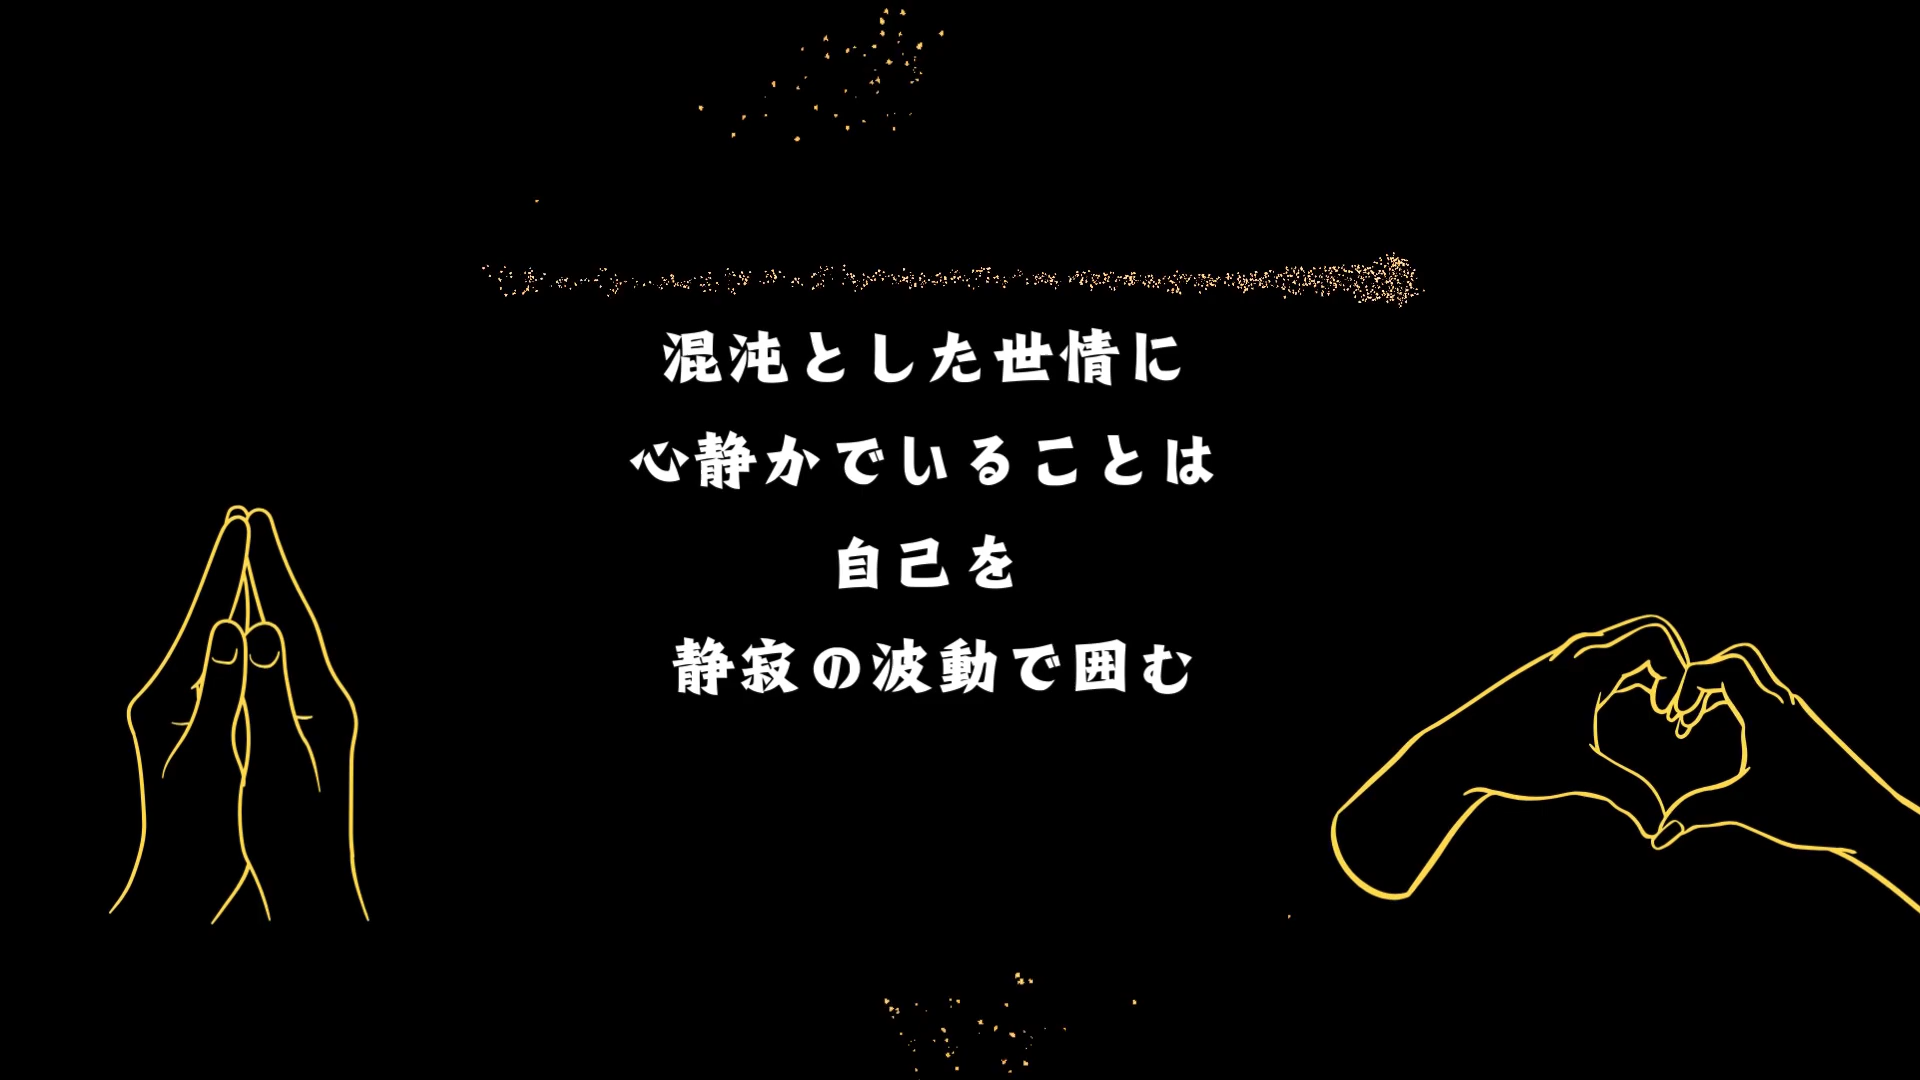 混沌とした世情に
心静かでいることは
自己を
静寂の波動で囲む